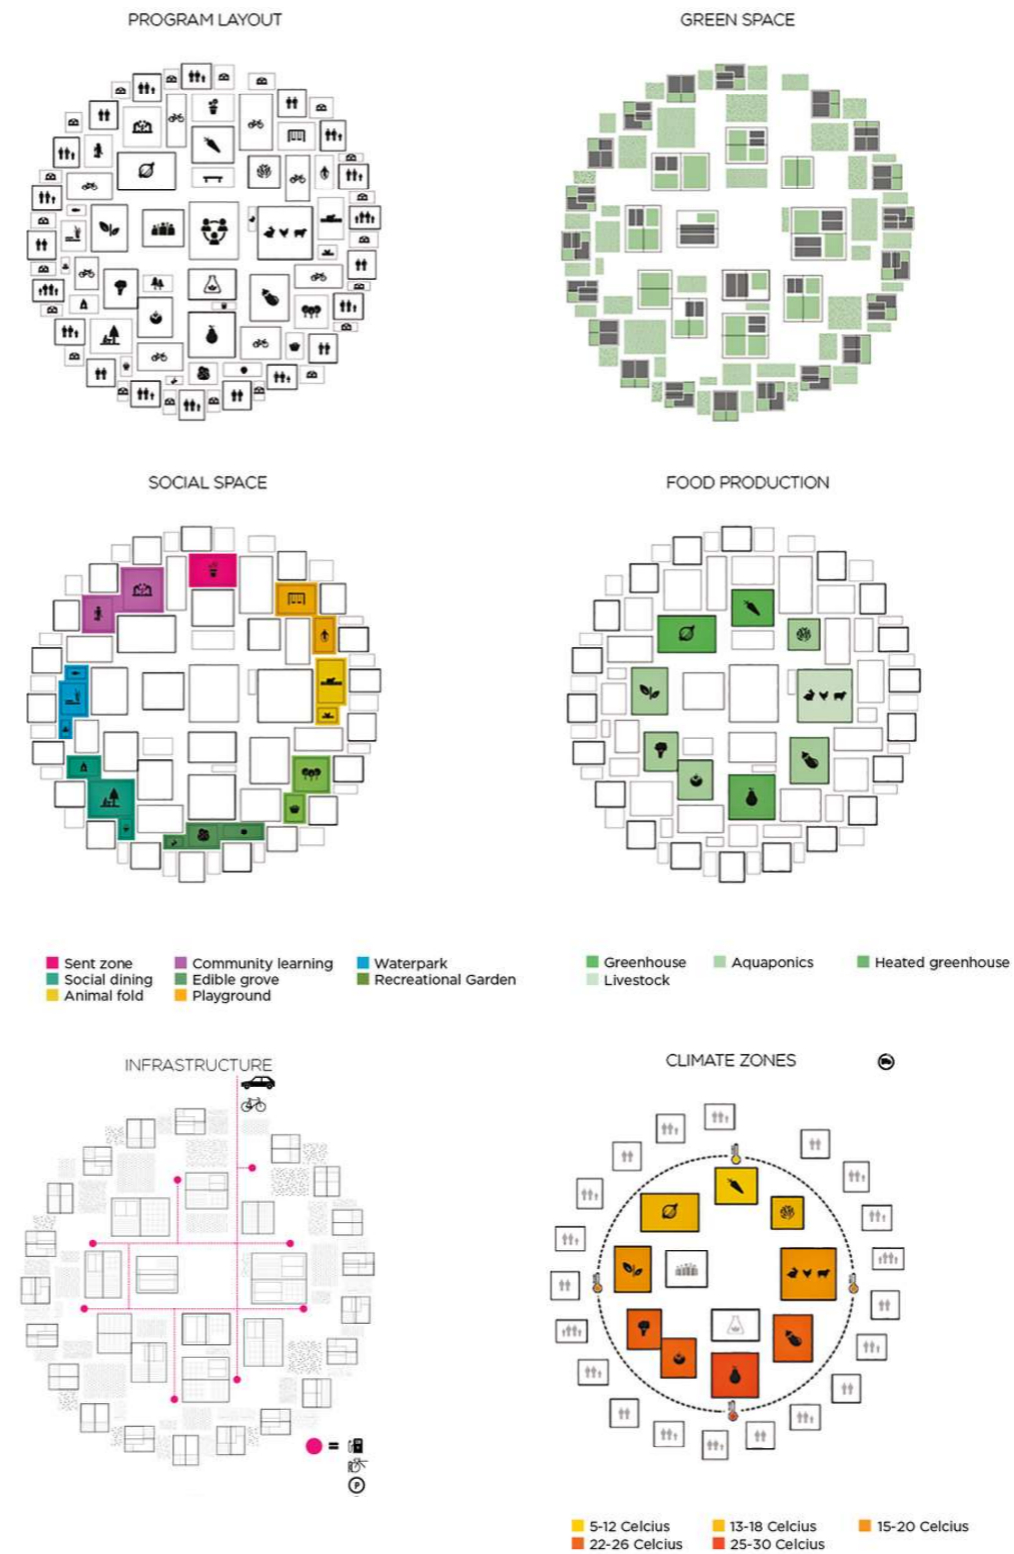 PROGRAM LAYOUT
GREEN SPACE
SOCIAL SPACE
FOOD PRODUCTION
Sent zone
Community learning
Waterpark
Social dining
Edible grove
Recreational Garden
Animal fold
Playground
Greenhouse
Aquaponics
Heated greenhouse
Livestock
INFRASTRUCTURE
CLIMATE ZONES
=
P
5-12 Celcius
13-18 Celcius
15-20 Celcius
22-26 Celcius
25-30 Celcius